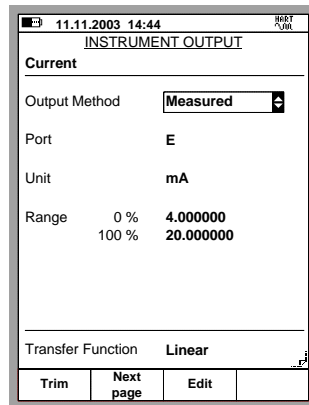 11.11.2003 14:44 HART
INSTRUMENT OUTPUT
Current
Output Method Measured
Port E
Unit mA
Range 0 % 4.000000
100 % 20.000000
Transfer Function Linear
Trim Next page Edit